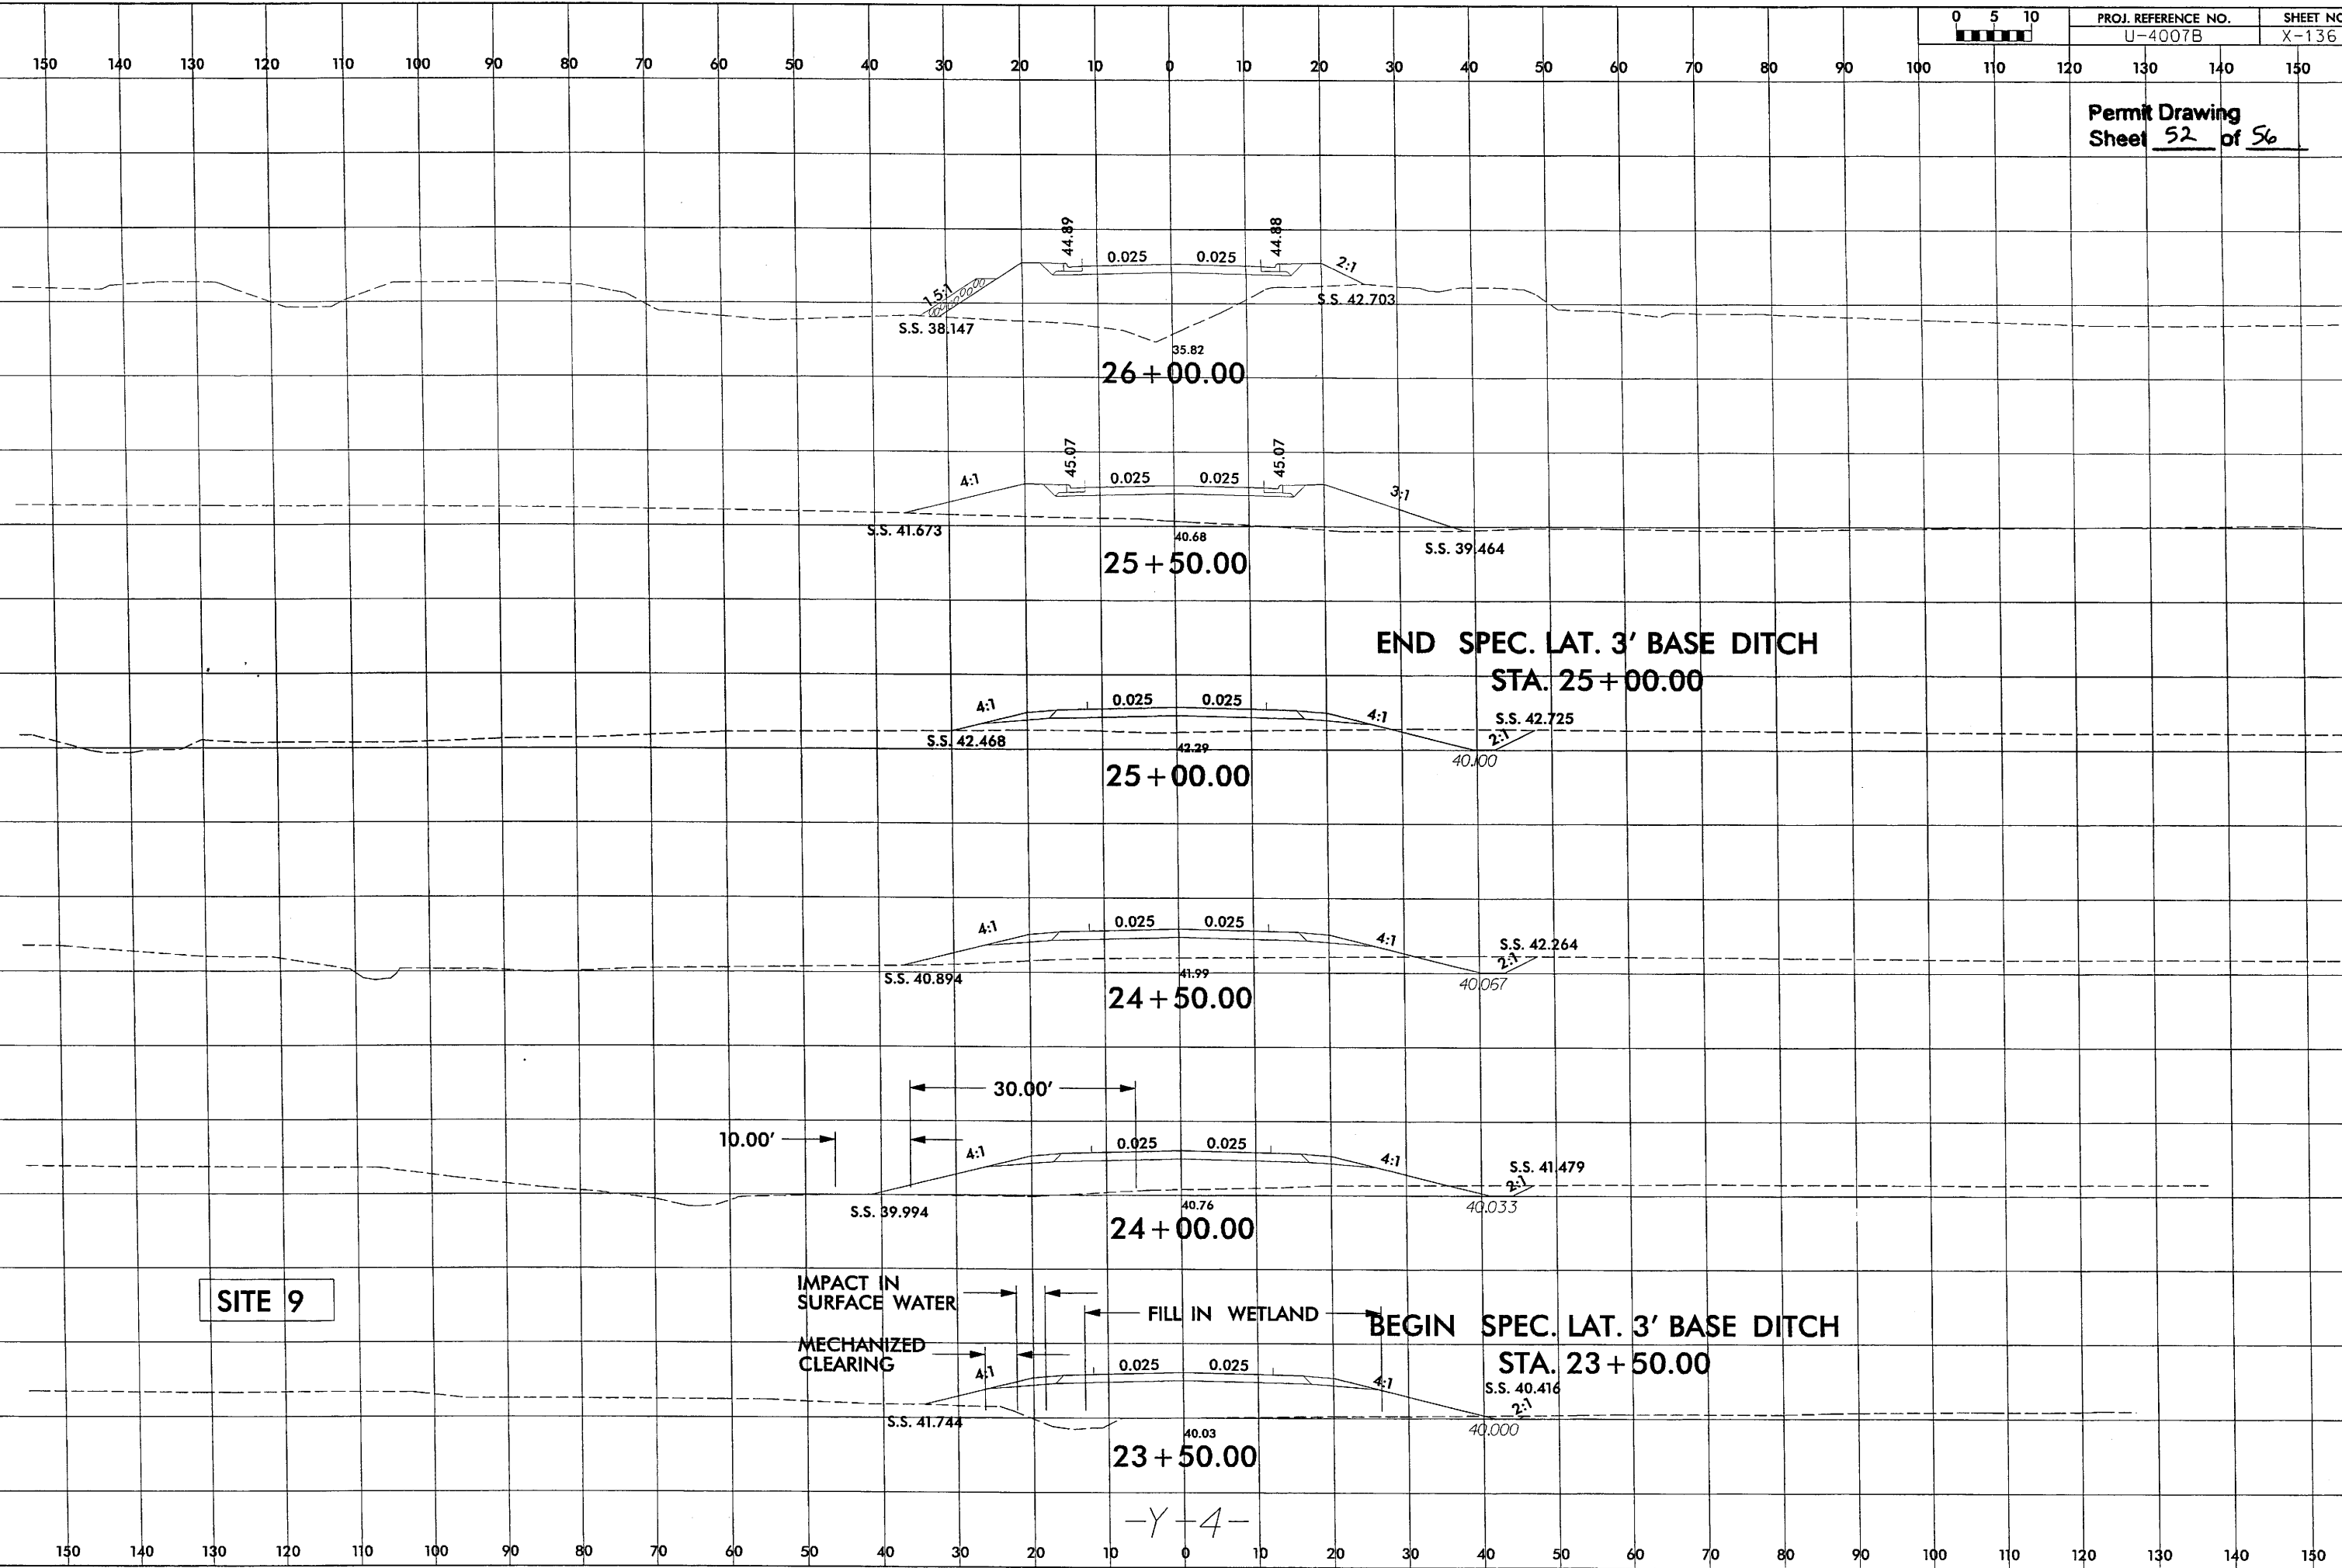 0 5 10
PROJ. REFERENCE NO. SHEET NO
U-4007B X-136
150 140 130 120 110 100 90 80 70 60 50 40 30 20 10 0 10 20 30 40 50 60 70 80 90 100 110 120 130 140 150
Permit Drawing
Sheet 52 of 56
44.89 44.88
0.025 0.025
2:1
1.5:1
S.S. 42.703
S.S. 38.147
35.82
26+00.00
45.07 45.07
4:1 0.025 0.025
3:1
S.S. 41.673
40.68
S.S. 39.464
25+50.00
END SPEC. LAT. 3' BASE DITCH
STA. 25+00.00
4:1 0.025 0.025
4:1 S.S. 42.725
2:1
S.S. 42.468
42.29
40.100
25+00.00
4:1 0.025 0.025
4:1 S.S. 42.264
2:1
S.S. 40.894
41.99
40.067
24+50.00
30.00'
10.00'
4:1 0.025 0.025
4:1 S.S. 41.479
2:1
S.S. 39.994
40.76
40.033
24+00.00
SITE 9
IMPACT IN
SURFACE WATER
FILL IN WETLAND
BEGIN SPEC. LAT. 3' BASE DITCH
STA. 23+50.00
MECHANIZED
CLEARING
4:1 0.025 0.025
4:1 S.S. 40.416
2:1
S.S. 41.744
40.03
40.000
23+50.00
-Y-4-
150 140 130 120 110 100 90 80 70 60 50 40 30 20 10 0 10 20 30 40 50 60 70 80 90 100 110 120 130 140 150